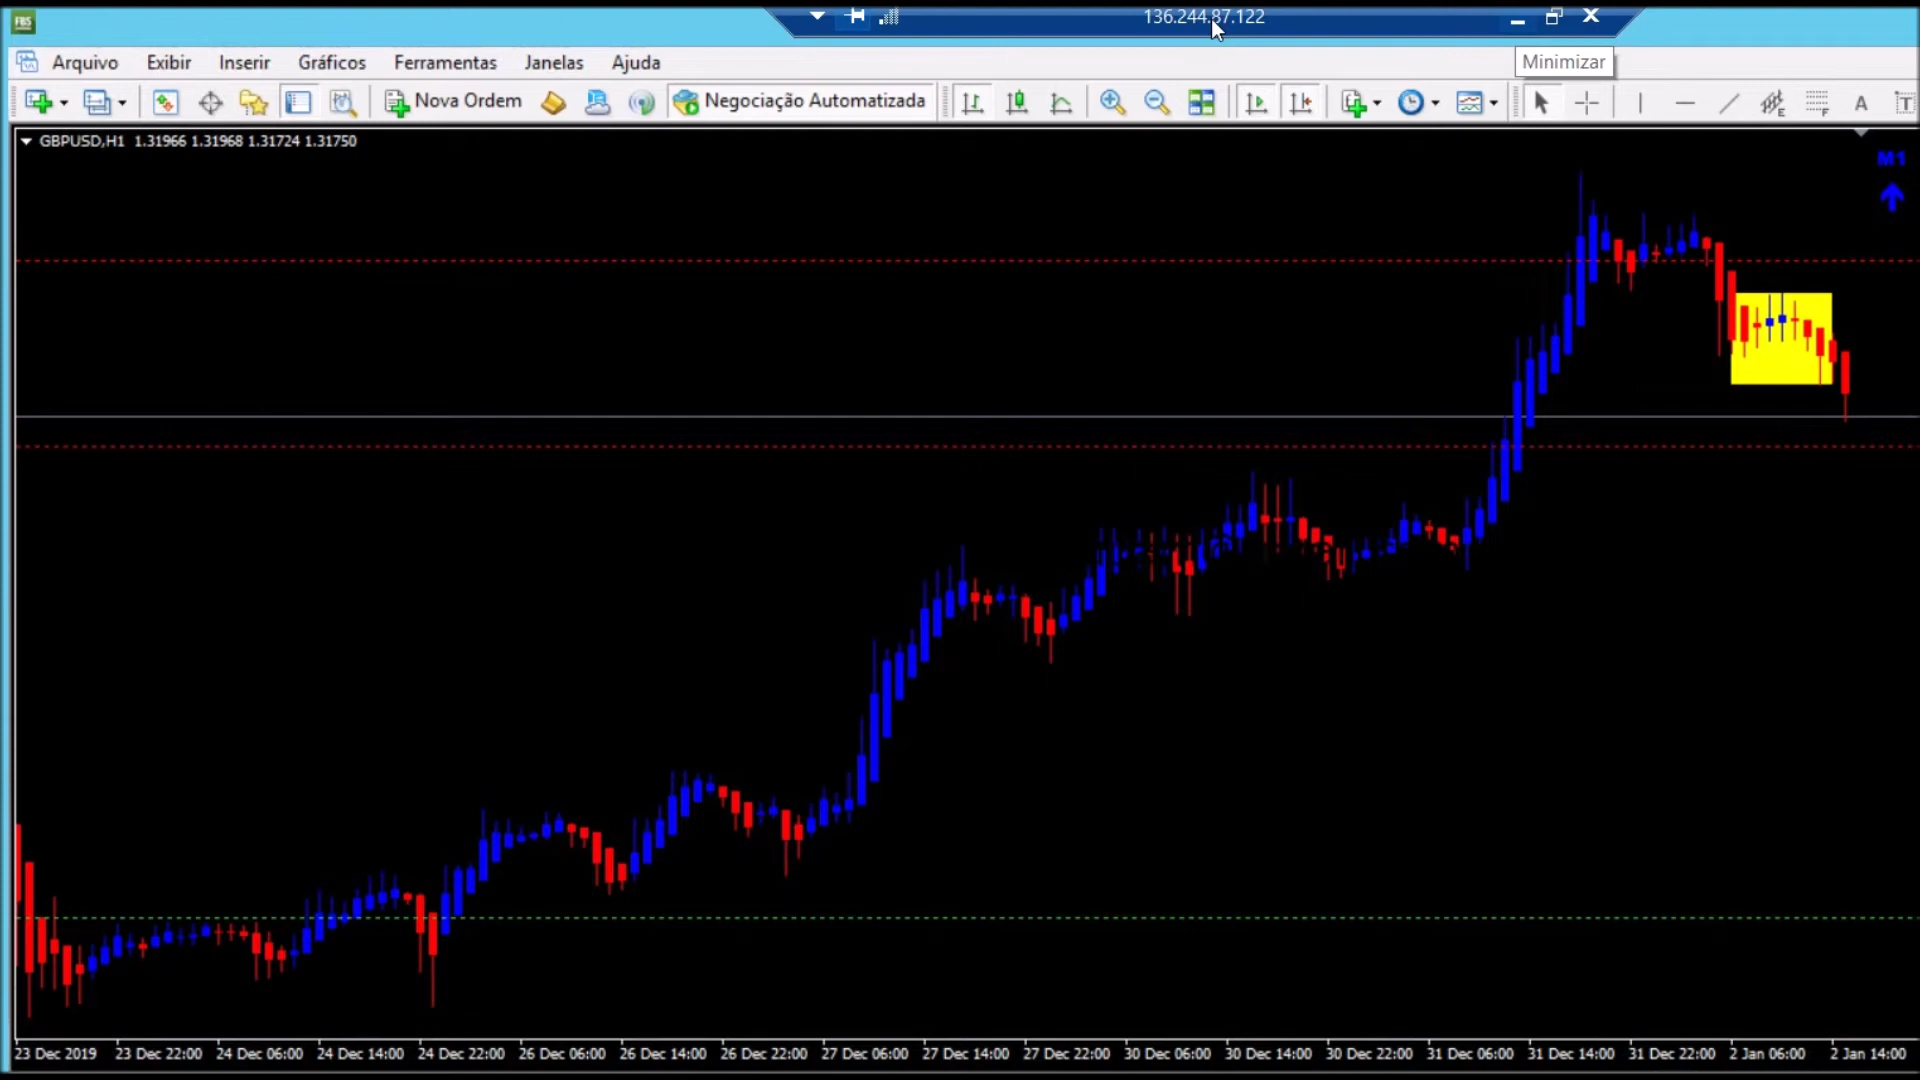 FBS
136.244.87.122
Arquivo Exibir Inserir Gráficos Ferramentas Janelas Ajuda
Minimizar
Nova Ordem Negociação Automatizada
E F A T
GBPUSD,H1 1.31966 1.31968 1.31724 1.31750
M1
23 Dec 2019 23 Dec 22:00 24 Dec 06:00 24 Dec 14:00 24 Dec 22:00 26 Dec 06:00 26 Dec 14:00 26 Dec 22:00 27 Dec 06:00 27 Dec 14:00 27 Dec 22:00 30 Dec 06:00 30 Dec 14:00 30 Dec 22:00 31 Dec 06:00 31 Dec 14:00 31 Dec 22:00 2 Jan 06:00 2 Jan 14:00